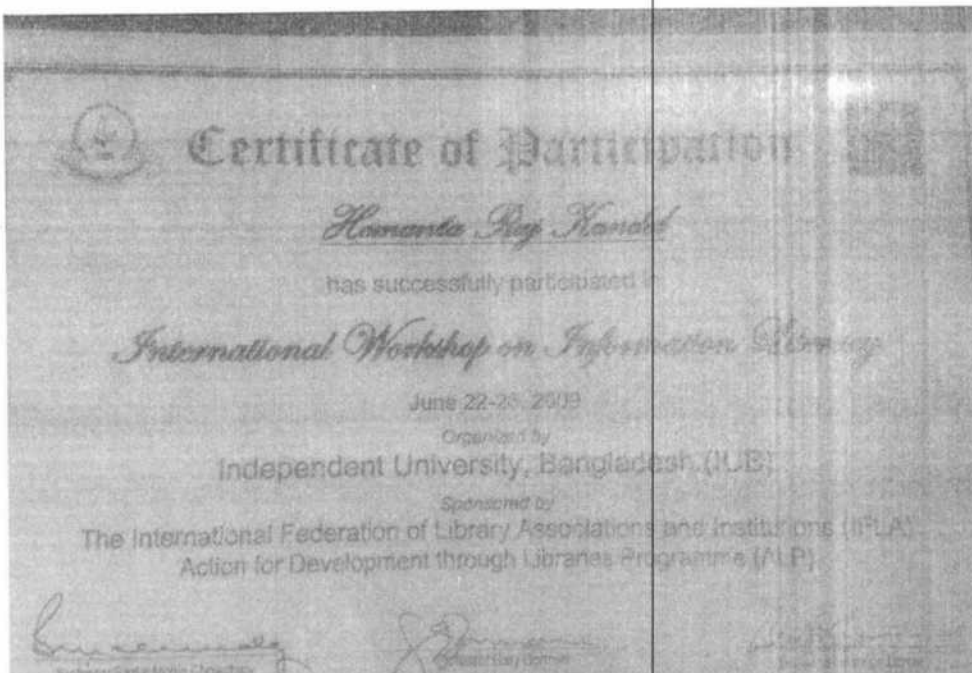 Certificate of Participation
Hemanta Raj Kandel
has successfully participated in
International Workshop on Information Literacy
June 22-26, 2009
Organized by
Independent University, Bangladesh (IUB)
Sponsored by
The International Federation of Library Associations and Institutions (IFLA)
Action for Development through Libraries Programme (ALP)